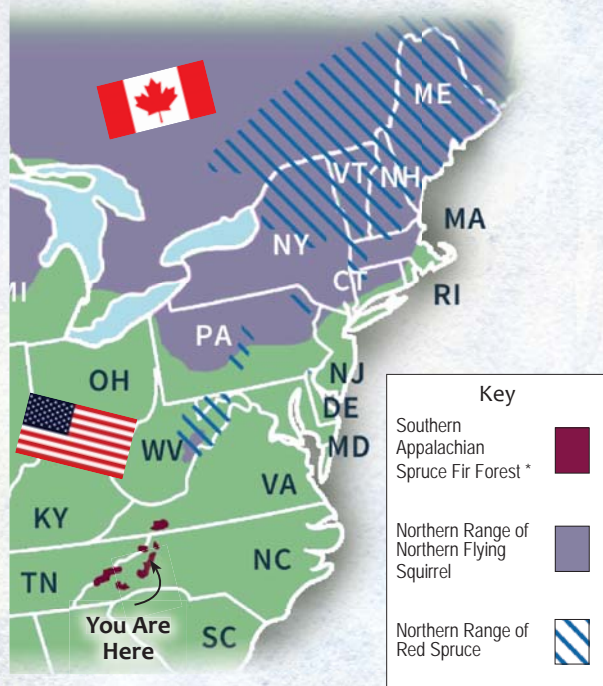 ME
VT
NH
MA
NY
CT
RI
MI
PA
OH
NJ
DE
MD
WV
VA
KY
TN
NC
SC
You Are
Here
Key
Southern
Appalachian
Spruce Fir Forest *
Northern Range of
Northern Flying
Squirrel
Northern Range of
Red Spruce